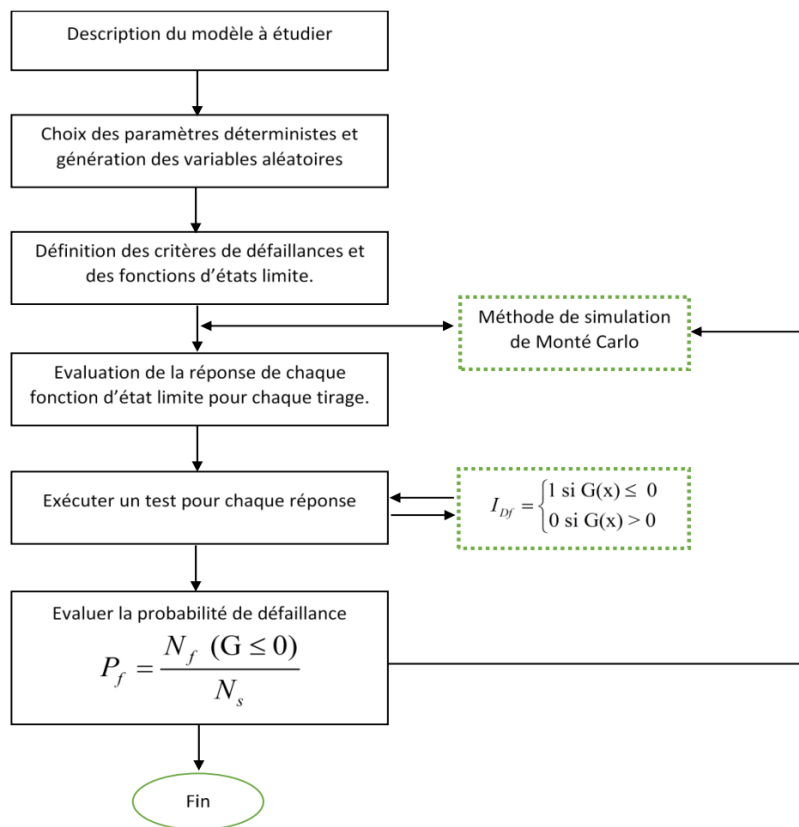 Description du modèle à étudier
Choix des paramètres déterministes et
génération des variables aléatoires
Définition des critères de défaillances et
des fonctions d’états limite.
Méthode de simulation
de Monté Carlo
Evaluation de la réponse de chaque
fonction d’état limite pour chaque tirage.
Exécuter un test pour chaque réponse
I_{Df} = {1 si G(x) ≤ 0
0 si G(x) > 0
Evaluer la probabilité de défaillance
P_f = N_f (G ≤ 0)
N_s
Fin